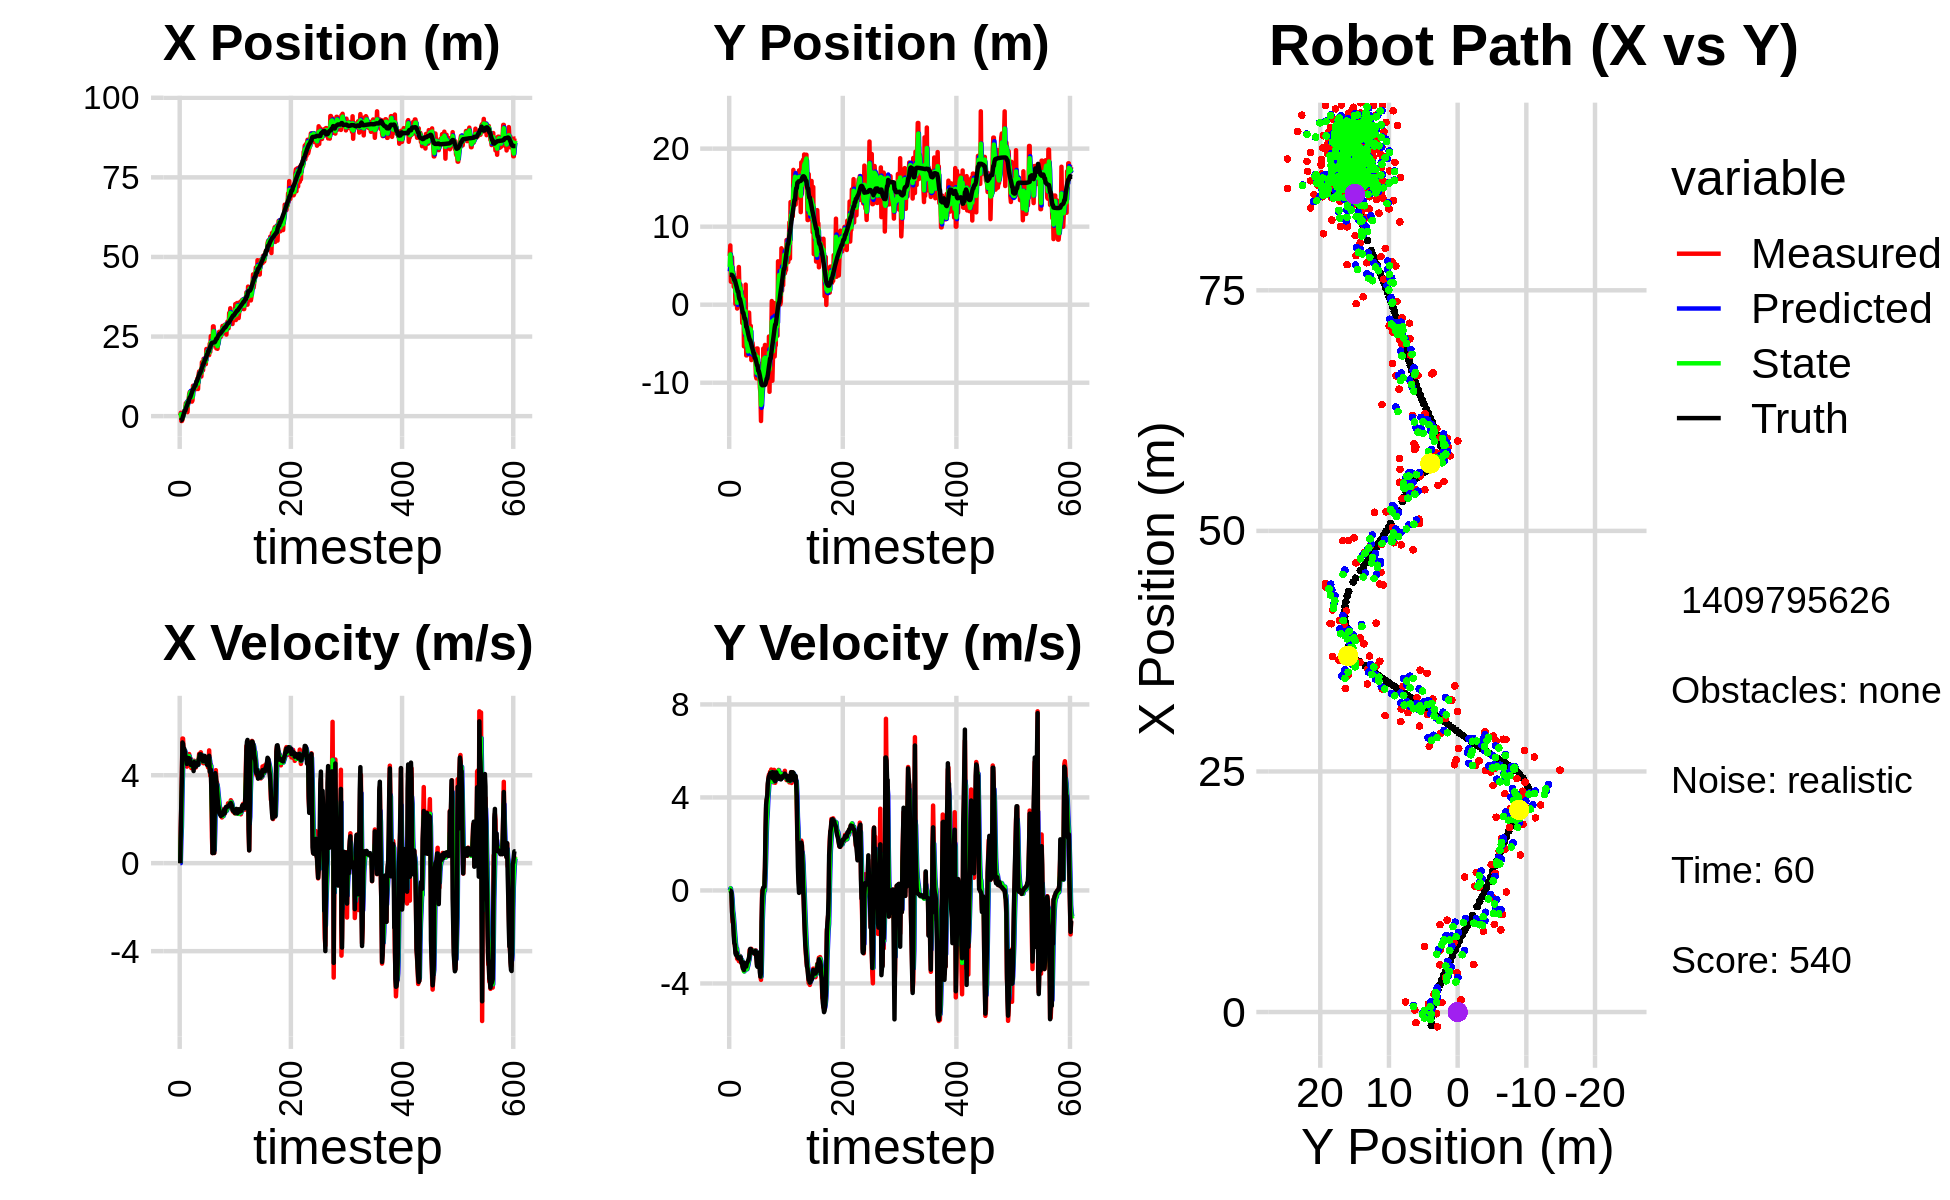 X Position (m)
100
75
50
25
0
0
200
400
600
timestep
Y Position (m)
20
10
0
-10
0
200
400
600
timestep
X Velocity (m/s)
4
0
-4
0
200
400
600
timestep
Y Velocity (m/s)
8
4
0
-4
0
200
400
600
timestep
Robot Path (X vs Y)
X Position (m)
75
50
25
0
20 10 0 -10 -20
Y Position (m)
variable
Measured
Predicted
State
Truth
1409795626
Obstacles: none
Noise: realistic
Time: 60
Score: 540